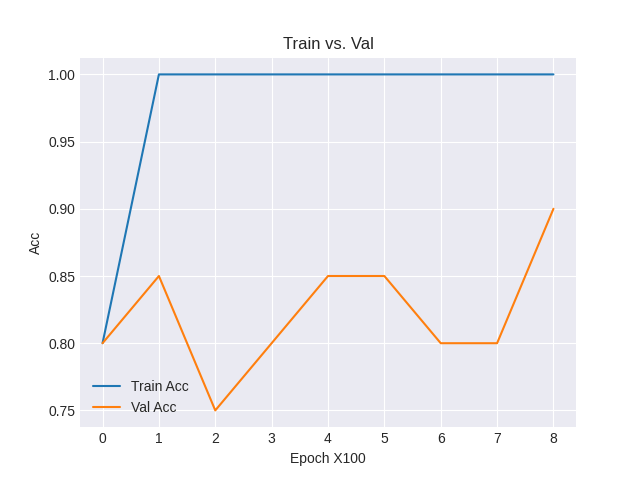 Train vs. Val
1.00
0.95
0.90
0.85
0.80
0.75
Acc
Train Acc
Val Acc
0 1 2 3 4 5 6 7 8
Epoch X100